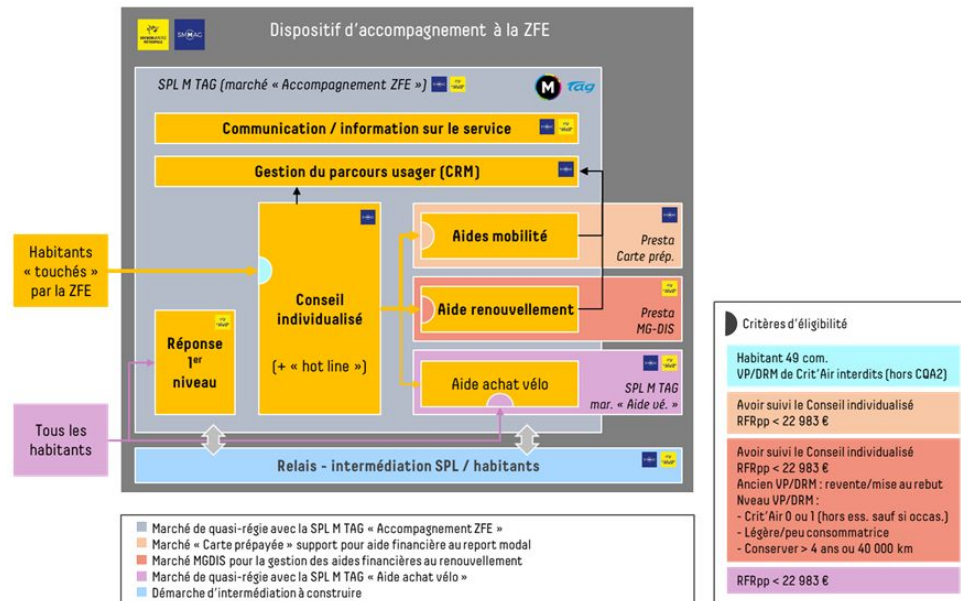 Dispositif d'accompagnement à la ZFE
SMMAG
SPL M TAG (marché « Accompagnement ZFE »)
M
Tag
Communication / information sur le service
Gestion du parcours usager (CRM)
Habitants
« touchés »
par la ZFE
Conseil
individualisé
(+ « hot line »)
Réponse
1er
niveau
Aides mobilité
Presta
Carte prép.
Aide renouvellement
Presta
MG-DIS
Aide achat vélo
SPL M TAG
mar. « Aide vé. »
Tous les
habitants
Relais - intermédiation SPL / habitants
Marché de quasi-régie avec la SPL M TAG « Accompagnement ZFE »
Marché « Carte prépayée » support pour aide financière au report modal
Marché MGDIS pour la gestion des aides financières au renouvellement
Marché de quasi-régie avec la SPL M TAG « Aide achat vélo »
Démarche d'intermédiation à construire
Critères d'éligibilité
Habitant 49 com.
VP/DRM de Crit'Air interdits (hors CQA2)
Avoir suivi le Conseil individualisé
RFRpp < 22 983 €
Avoir suivi le Conseil individualisé
RFRpp < 22 983 €
Ancien VP/DRM : revente/mise au rebut
Nveau VP/DRM :
- Crit'Air 0 ou 1 (hors ess. sauf si occas.)
- Légère/peu consommatrice
- Conserver > 4 ans ou 40 000 km
RFRpp < 22 983 €